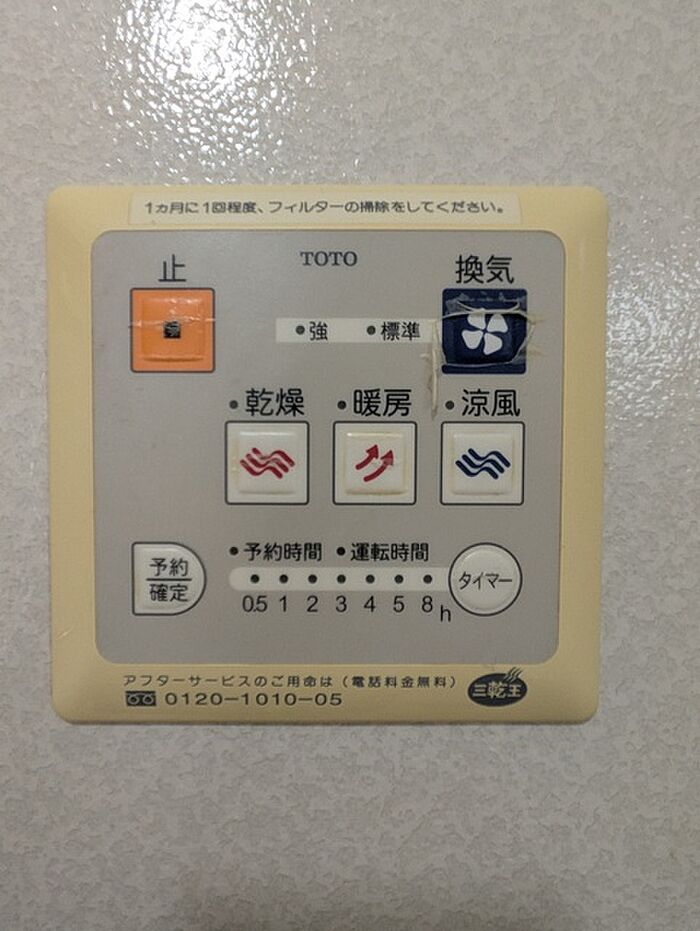 1ヵ月に1回程度、フィルターの掃除をしてください。
TOTO
止 換気
強 標準
乾燥 暖房 涼風
予約時間 運転時間
予約
確定
タイマー
0.5 1 2 3 4 5 8 h
アフターサービスのご用命は（電話料金無料）
0120-1010-05
三乾王